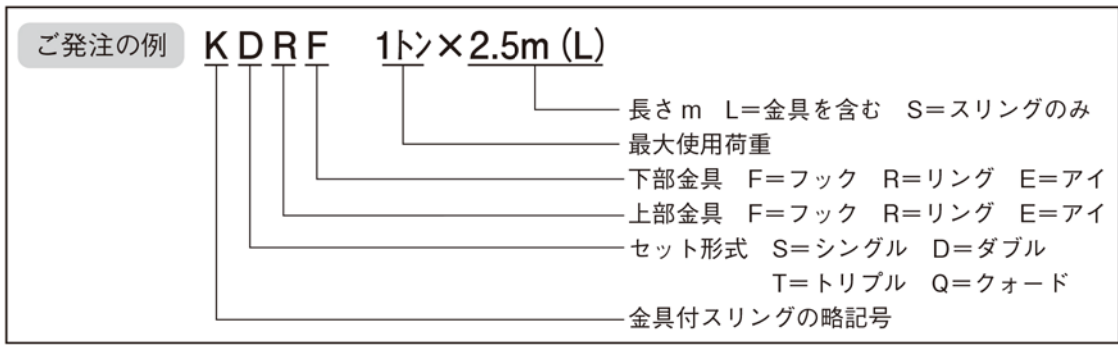 ご発注の例 KDRF 1トン×2.5m（L）
長さm L＝金具を含む S＝スリングのみ
最大使用荷重
下部金具 F＝フック R＝リング E＝アイ
上部金具 F＝フック R＝リング E＝アイ
セット形式 S＝シングル D＝ダブル
T＝トリプル Q＝クォード
金具付スリングの略記号